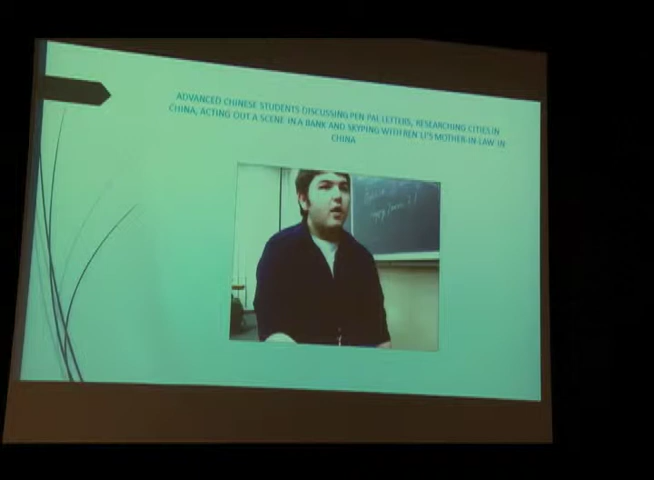 ADVANCED CHINESE STUDENTS DISCUSSING PEN PAL LETTERS, RESEARCHING CITIES IN
CHINA, ACTING OUT A SCENE IN A BANK AND SKYPING WITH REN LI'S MOTHER-IN-LAW IN
CHINA